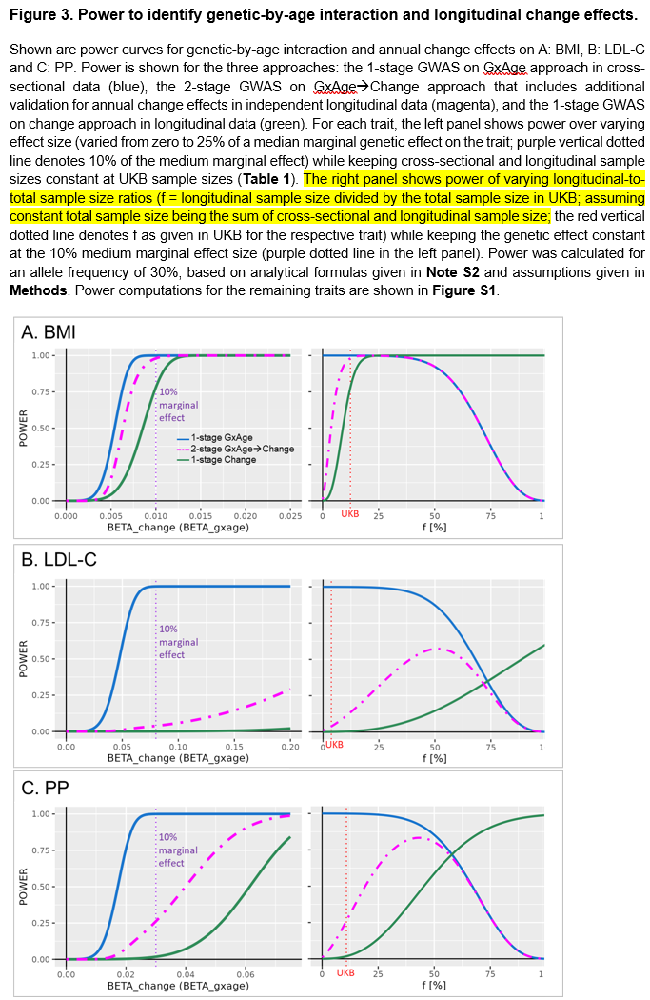 Figure 3. Power to identify genetic-by-age interaction and longitudinal change effects.
Shown are power curves for genetic-by-age interaction and annual change effects on A: BMI, B: LDL-C
and C: PP. Power is shown for the three approaches: the 1-stage GWAS on GxAge approach in cross-
sectional data (blue), the 2-stage GWAS on GxAge→Change approach that includes additional
validation for annual change effects in independent longitudinal data (magenta), and the 1-stage GWAS
on change approach in longitudinal data (green). For each trait, the left panel shows power over varying
effect size (varied from zero to 25% of a median marginal genetic effect on the trait; purple vertical dotted
line denotes 10% of the medium marginal effect) while keeping cross-sectional and longitudinal sample
sizes constant at UKB sample sizes (Table 1). The right panel shows power of varying longitudinal-to-
total sample size ratios (f = longitudinal sample size divided by the total sample size in UKB; assuming
constant total sample size being the sum of cross-sectional and longitudinal sample size; the red vertical
dotted line denotes f as given in UKB for the respective trait) while keeping the genetic effect constant
at the 10% medium marginal effect size (purple dotted line in the left panel). Power was calculated for
an allele frequency of 30%, based on analytical formulas given in Note S2 and assumptions given in
Methods. Power computations for the remaining traits are shown in Figure S1.
A. BMI
POWER
1.00
0.75
0.50
0.25
0.00
10%
marginal
effect
1-stage GxAge
2-stage GxAge→Change
1-stage Change
0.000 0.005 0.010 0.015 0.020 0.025
BETA_change (BETA_gxage)
0 UKB 25 50 75 1
f [%]
B. LDL-C
POWER
1.00
0.75
0.50
0.25
0.00
10%
marginal
effect
0.00 0.05 0.10 0.15 0.20
BETA_change (BETA_gxage)
0 UKB 25 50 75 1
f [%]
C. PP
POWER
1.00
0.75
0.50
0.25
0.00
10%
marginal
effect
0.00 0.02 0.04 0.06
BETA_change (BETA_gxage)
0 UKB 25 50 75 1
f [%]